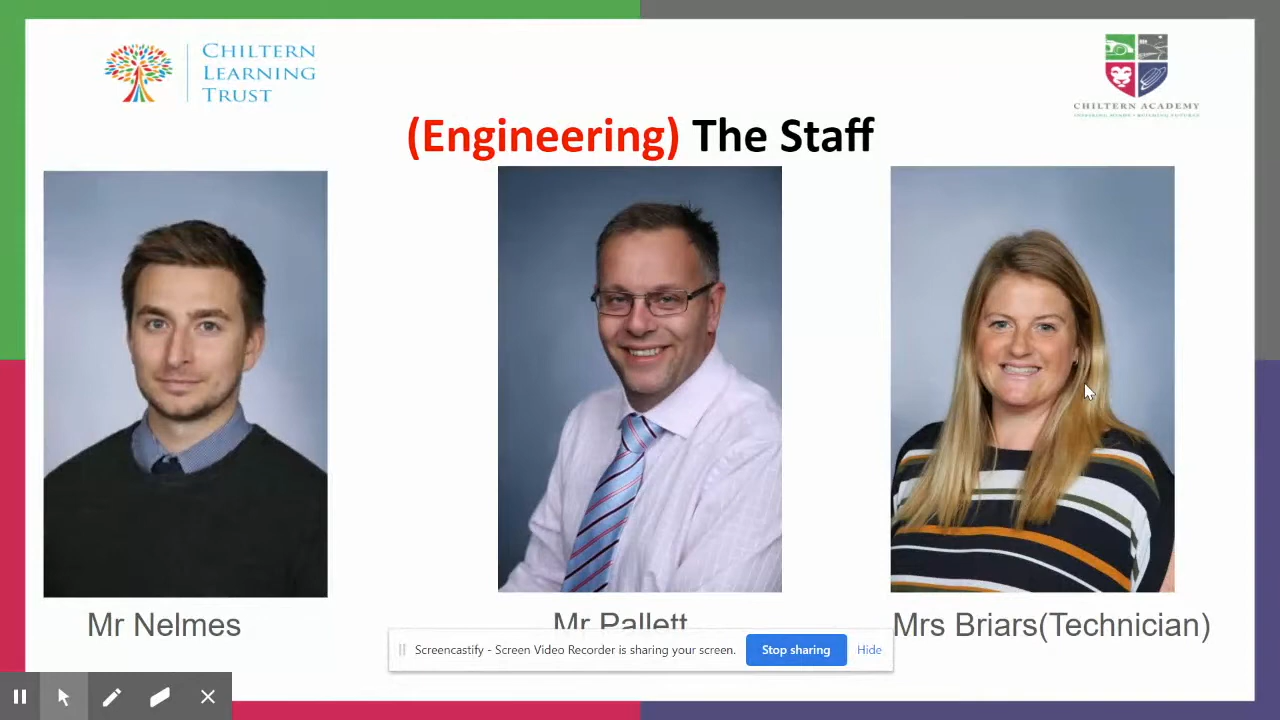 CHILTERN
LEARNING
TRUST
CHILTERN ACADEMY
(Engineering) The Staff
Mr Nelmes
Mr Pallett
Mrs Briars(Technician)
Screencastify - Screen Video Recorder is sharing your screen.
Stop sharing
Hide